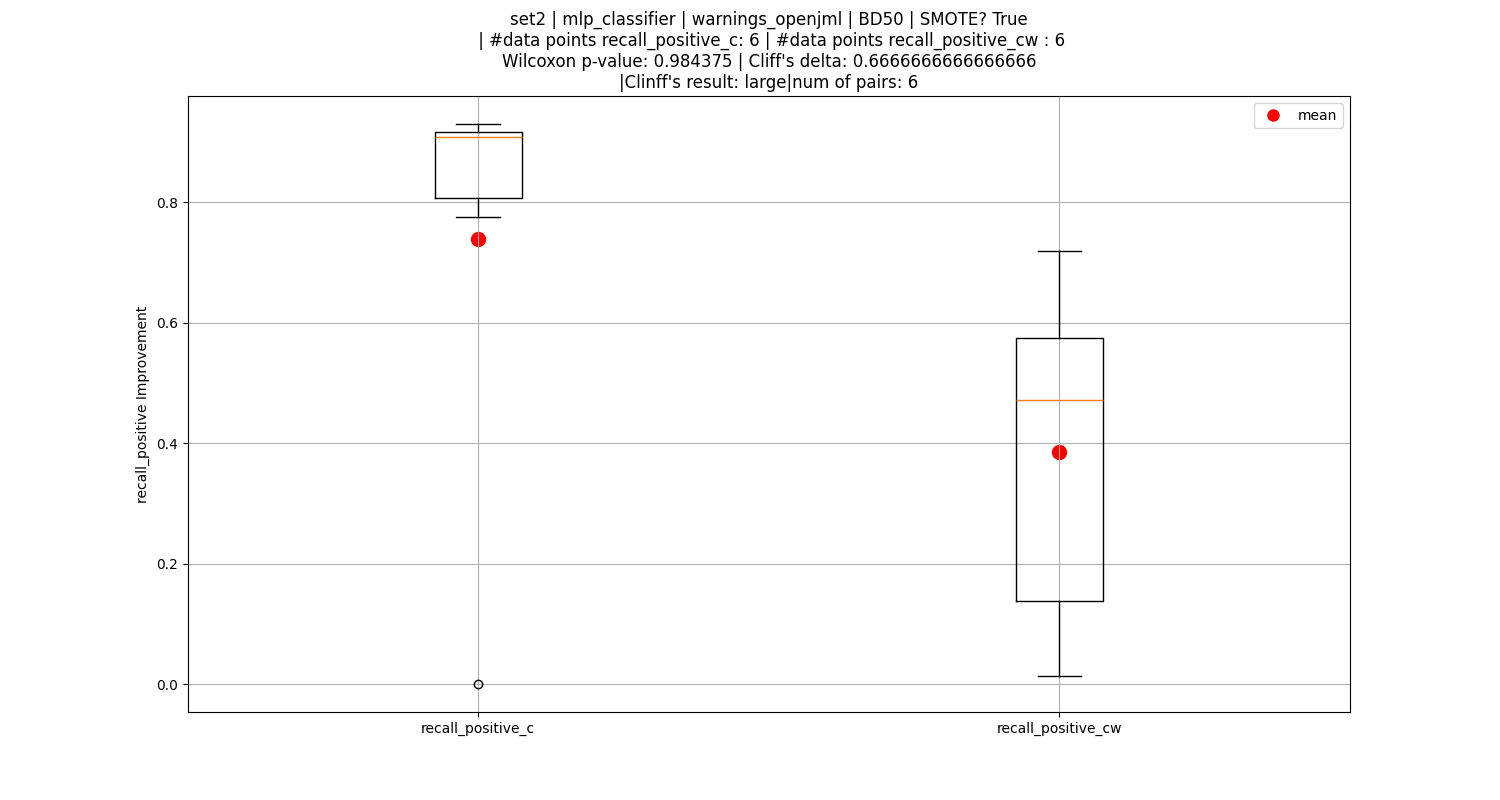 set2 | mlp_classifier | warnings_openjml | BD50 | SMOTE? True
| #data points recall_positive_c: 6 | #data points recall_positive_cw : 6
Wilcoxon p-value: 0.984375 | Cliff's delta: 0.6666666666666666
|Clinff's result: large|num of pairs: 6
mean
recall_positive Improvement
0.8
0.6
0.4
0.2
0.0
recall_positive_c
recall_positive_cw